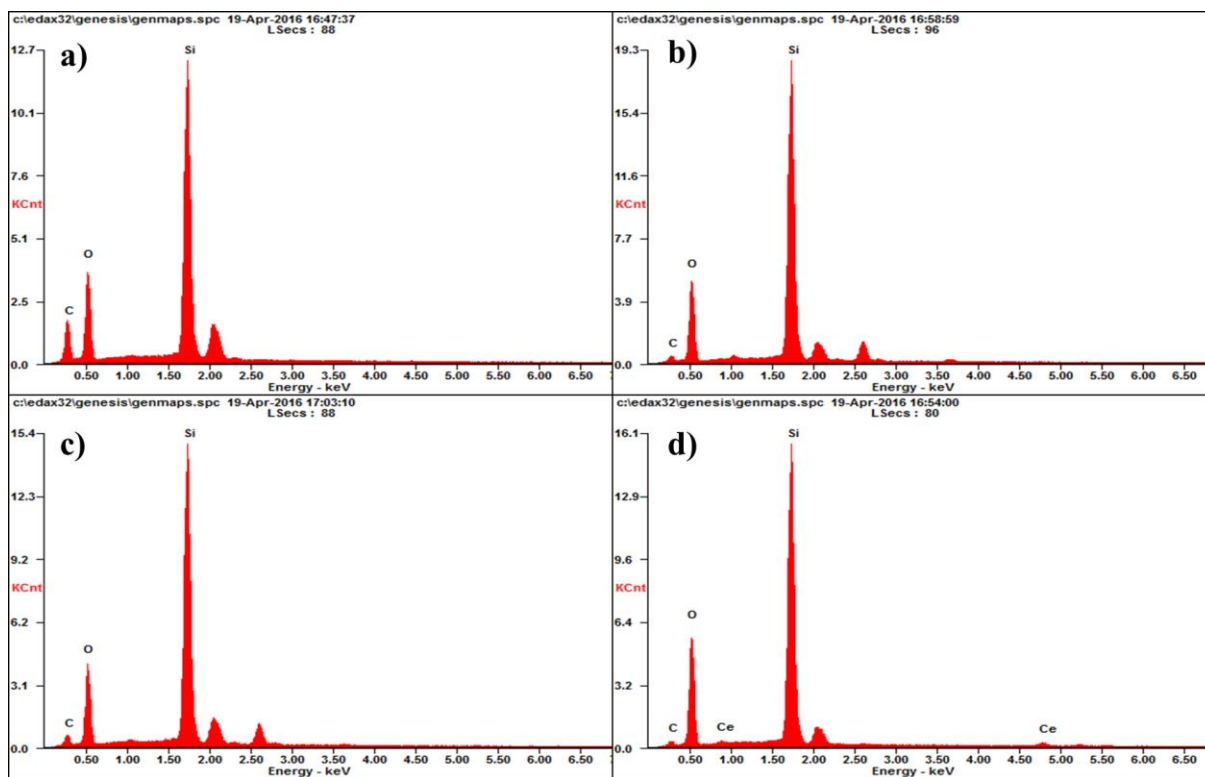 c:\edax32\genesis\genmaps.spc 19-Apr-2016 16:47:37
LSecs : 88
a)
12.7
10.1
7.6
KCnt
5.1
2.5
0.0
C
O
Si
0.50 1.00 1.50 2.00 2.50 3.00 3.50 4.00 4.50 5.00 5.50 6.00 6.50
Energy - keV
c:\edax32\genesis\genmaps.spc 19-Apr-2016 16:58:59
LSecs : 96
b)
19.3
15.4
11.6
KCnt
7.7
3.9
0.0
C
O
Si
0.50 1.00 1.50 2.00 2.50 3.00 3.50 4.00 4.50 5.00 5.50 6.00 6.50
Energy - keV
c:\edax32\genesis\genmaps.spc 19-Apr-2016 17:03:10
LSecs : 88
c)
15.4
12.3
9.2
KCnt
6.2
3.1
0.0
C
O
Si
0.50 1.00 1.50 2.00 2.50 3.00 3.50 4.00 4.50 5.00 5.50 6.00 6.50
Energy - keV
c:\edax32\genesis\genmaps.spc 19-Apr-2016 16:54:00
LSecs : 80
d)
16.1
12.9
9.6
KCnt
6.4
3.2
0.0
C
O
Ce
Si
Ce
0.50 1.00 1.50 2.00 2.50 3.00 3.50 4.00 4.50 5.00 5.50 6.00 6.50
Energy - keV